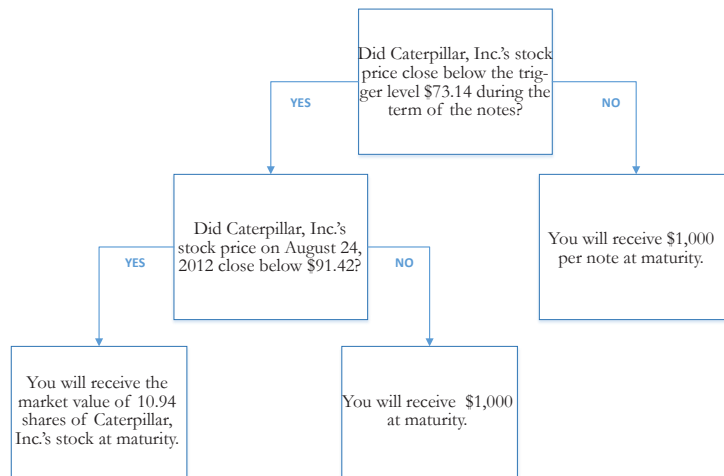 Did Caterpillar, Inc.'s stock
price close below the trig-
ger level $73.14 during the
term of the notes?
YES
NO
Did Caterpillar, Inc.'s
stock price on August 24,
2012 close below $91.42?
You will receive $1,000
per note at maturity.
YES
NO
You will receive the
market value of 10.94
shares of Caterpillar,
Inc.'s stock at maturity.
You will receive $1,000
at maturity.